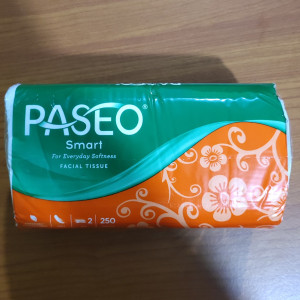 PASEO®
Smart
For Everyday Softness
FACIAL TISSUE
2 250